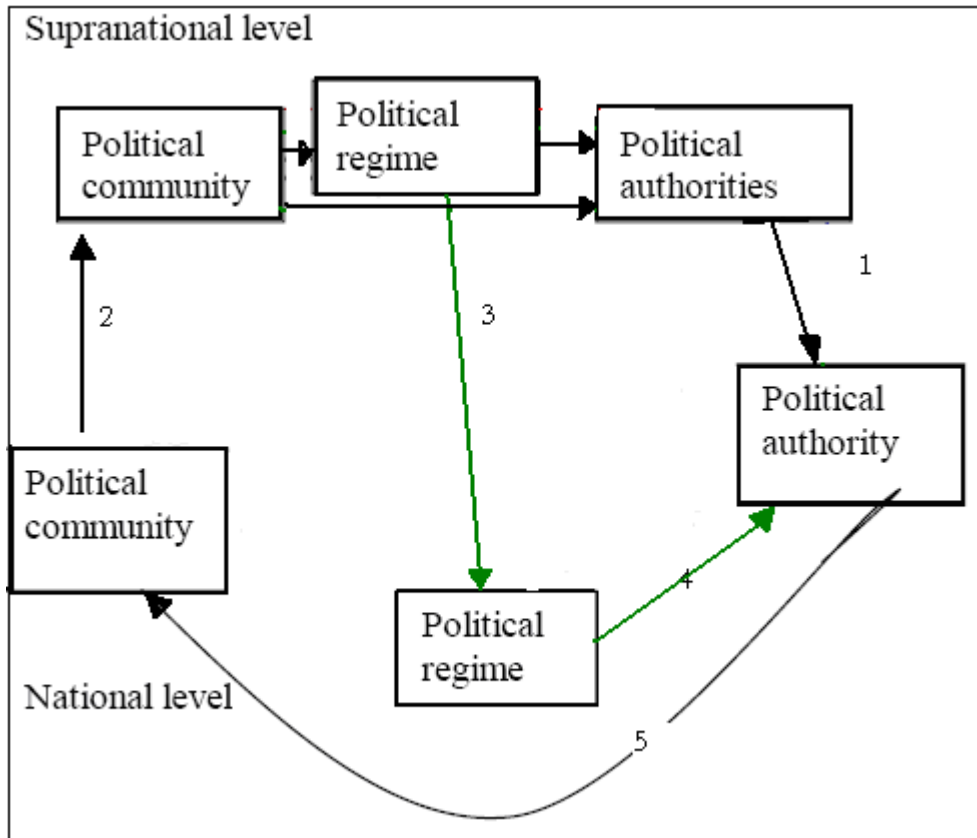 Supranational level
Political
regime
Political
community
Political
authorities
1
2
3
Political
authority
Political
community
4
Political
regime
National level
5